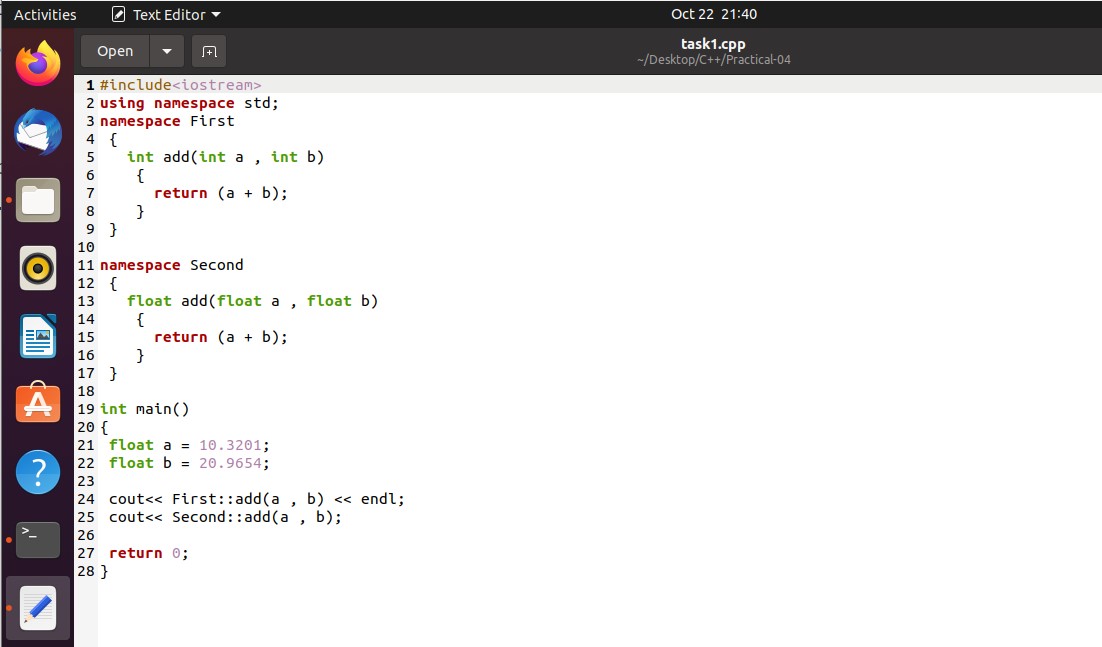 Activities Text Editor Oct 22 21:40
Open task1.cpp
~/Desktop/C++/Practical-04
1 #include<iostream>
2 using namespace std;
3 namespace First
4  {
5    int add(int a , int b)
6     {
7       return (a + b);
8     }
9  }
10
11 namespace Second
12  {
13    float add(float a , float b)
14     {
15       return (a + b);
16     }
17  }
18
19 int main()
20 {
21  float a = 10.3201;
22  float b = 20.9654;
23
24  cout<< First::add(a , b) << endl;
25  cout<< Second::add(a , b);
26
27  return 0;
28 }